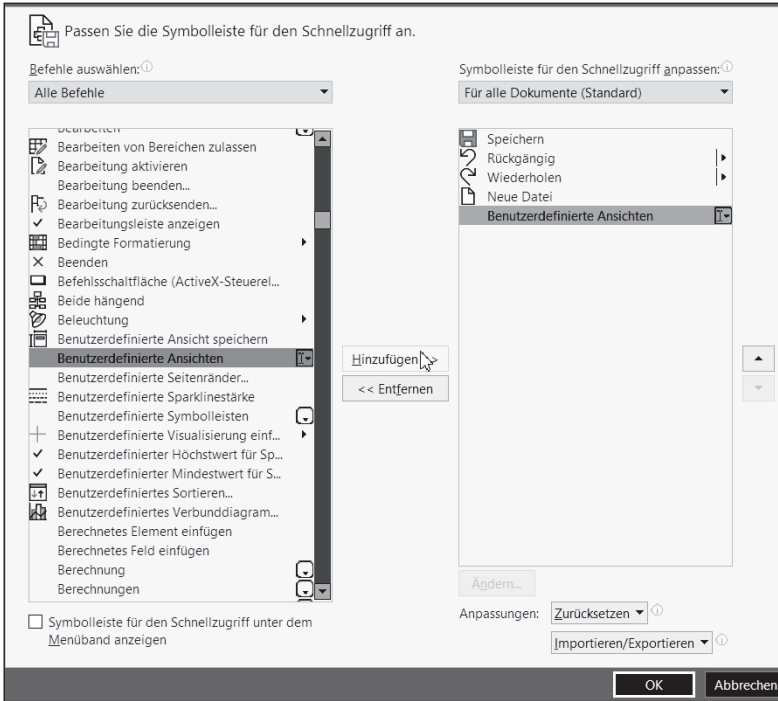 Passen Sie die Symbolleiste für den Schnellzugriff an.
Befehle auswählen:
Alle Befehle
Bearbeiten
Bearbeiten von Bereichen zulassen
Bearbeitung aktivieren
Bearbeitung beenden...
Bearbeitung zurücksenden...
Bearbeitungsleiste anzeigen
Bedingte Formatierung
Beenden
Befehlsschaltfläche (ActiveX-Steuerel...
Beide hängend
Beleuchtung
Benutzerdefinierte Ansicht speichern
Benutzerdefinierte Ansichten
Benutzerdefinierte Seitenränder...
Benutzerdefinierte Sparklinestärke
Benutzerdefinierte Symbolleisten
Benutzerdefinierte Visualisierung einf...
Benutzerdefinierter Höchstwert für Sp...
Benutzerdefinierter Mindestwert für S...
Benutzerdefiniertes Sortieren...
Benutzerdefiniertes Verbunddiagram...
Berechnetes Element einfügen
Berechnetes Feld einfügen
Berechnung
Berechnungen
Symbolleiste für den Schnellzugriff unter dem
Menüband anzeigen
Hinzufügen >>
<< Entfernen
Symbolleiste für den Schnellzugriff anpassen:
Für alle Dokumente (Standard)
Speichern
Rückgängig
Wiederholen
Neue Datei
Benutzerdefinierte Ansichten
Ändern...
Anpassungen: Zurücksetzen
Importieren/Exportieren
OK Abbrechen